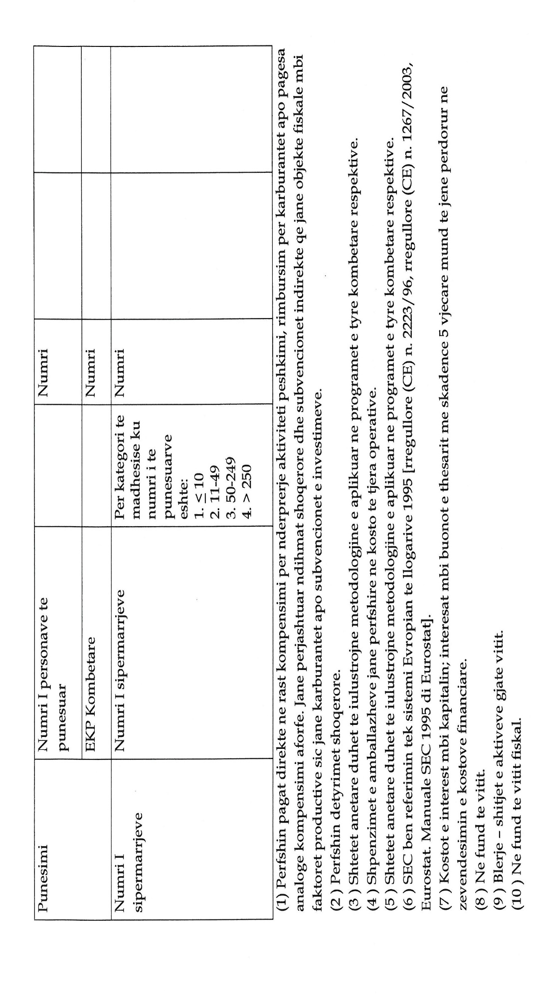 Punesimi
Numri I personave te
punesuar
Numri
EKP Kombetare
Numri
Numri I
sipermarrjeve
Numri I sipermarrjeve
Per kategori te
madhesise ku
numri i te
punesuarve
eshte:
1. ≤ 10
2. 11-49
3. 50-249
4. > 250
Numri
(1) Perfshin pagat direkte ne rast kompensimi per nderprerje aktiviteti peshkimi, rimbursim per karburantet apo pagesa
analoge kompensimi aforfe. Jane perjashtuar ndihmat shoqerore dhe subvencionet indirekte qe jane objekte fiskale mbi
faktoret productive sic jane karburantet apo subvencionet e investimeve.
(2 ) Perfshin detyrimet shoqerore.
(3 ) Shtetet anetare duhet te iulustrojne metodologjine e aplikuar ne programet e tyre kombetare respektive.
(4 ) Shpenzimet e amballazheve jane perfshire ne kosto te tjera operative.
(5 ) Shtetet anetare duhet te iulustrojne metodologjine e aplikuar ne programet e tyre kombetare respektive.
(6 ) SEC ben referimin tek sistemi Evropian te llogarive 1995 [rregullore (CE) n. 2223/96, rregullore (CE) n. 1267/2003,
Eurostat. Manuale SEC 1995 di Eurostat].
(7 ) Kostot e interest mbi kapitalin; interesat mbi buonot e thesarit me skadence 5 vjecare mund te jene perdorur ne
zevendesimin e kostove financiare.
(8 ) Ne fund te vitit.
(9 ) Blerje – shitjet e aktiveve gjate vitit.
(10 ) Ne fund te vitit fiskal.